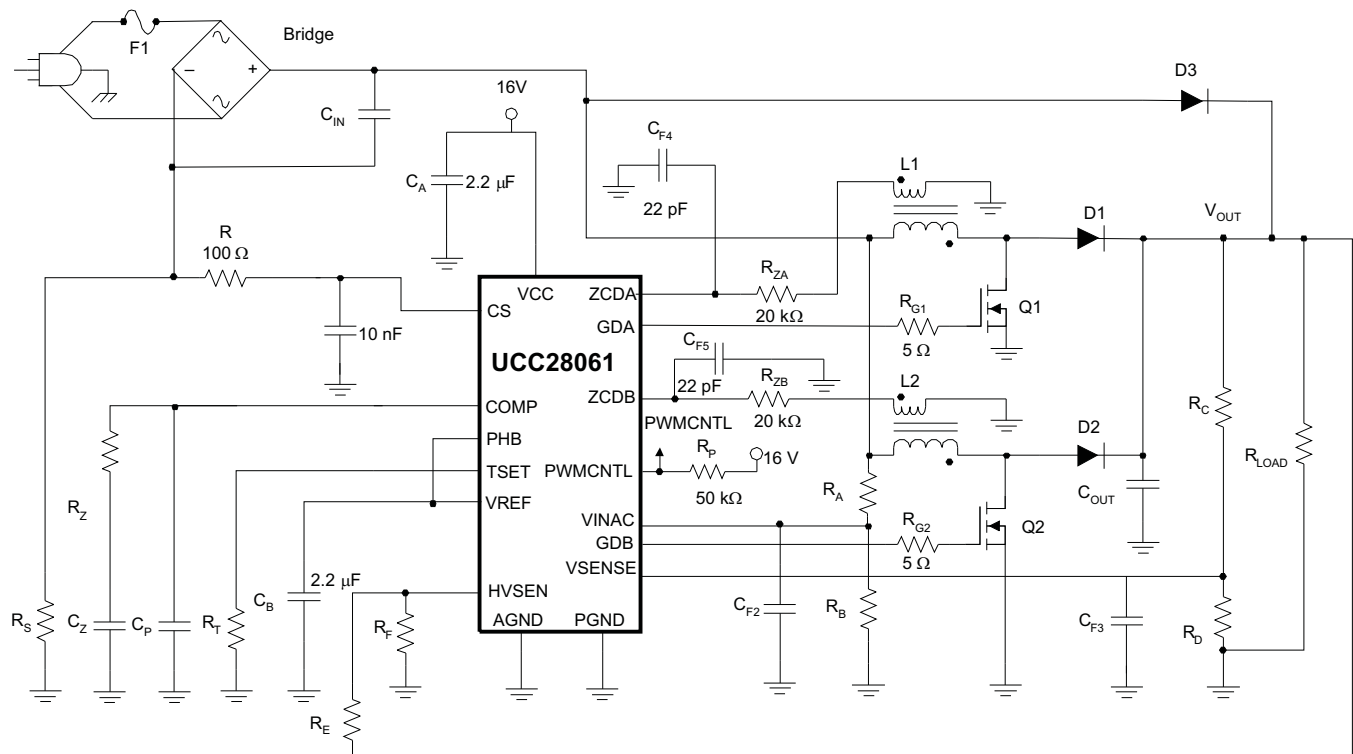 F1
Bridge
−
+
16V
D3
C_IN
C_F4
C_A
2.2 μF
22 pF
L1
D1
V_OUT
R
100 Ω
R_ZA
20 kΩ
VCC
ZCDA
CS
GDA
R_G1
5 Ω
Q1
10 nF
UCC28061
C_F5
22 pF
R_ZB
20 kΩ
L2
ZCDB
COMP
PWMCNTL
D2
R_C
PHB
R_P
16 V
R_LOAD
TSET
PWMCNTL
50 kΩ
R_A
C_OUT
R_Z
VREF
VINAC
R_G2
Q2
GDB
5 Ω
VSENSE
2.2 μF
C_B
HVSEN
R_S
C_Z
C_P
R_T
R_F
AGND
PGND
C_F2
R_B
C_F3
R_D
R_E